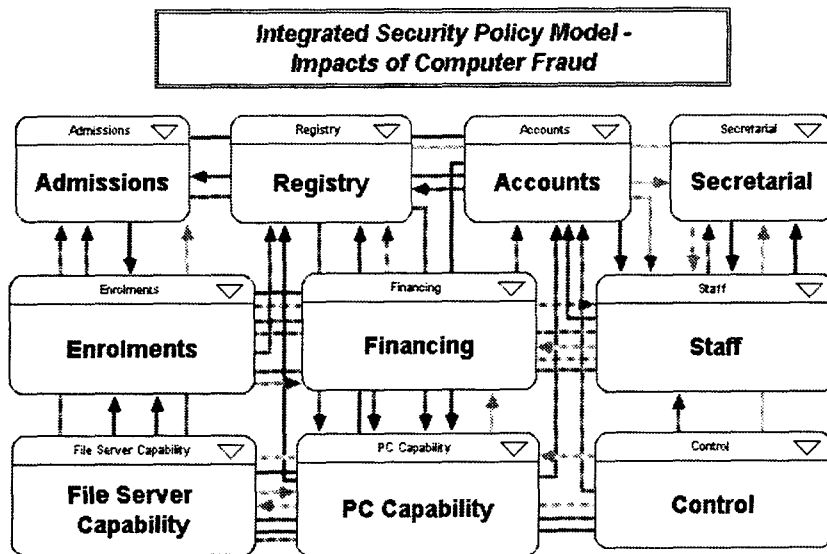 Integrated Security Policy Model -
Impacts of Computer Fraud
Admissions
Registry
Accounts
Secretarial
Admissions
Registry
Accounts
Secretarial
Enrolments
Financing
Staff
Enrolments
Financing
Staff
File Server Capability
PC Capability
Control
File Server
Capability
PC Capability
Control